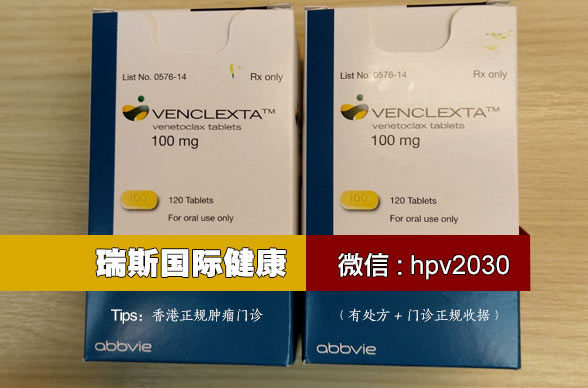 List No. 0576-14
Rx only
VENCLEXTA™
venetoclax tablets
100 mg
100
120 Tablets
For oral use only
List No. 0576-14
Rx only
VENCLEXTA™
venetoclax tablets
100 mg
100
120 Tablets
For oral use only
瑞斯国际健康
微信 : hpv2030
Tips：香港正规肿瘤门诊
（有处方 + 门诊正规收据）
abbvie
abbvie